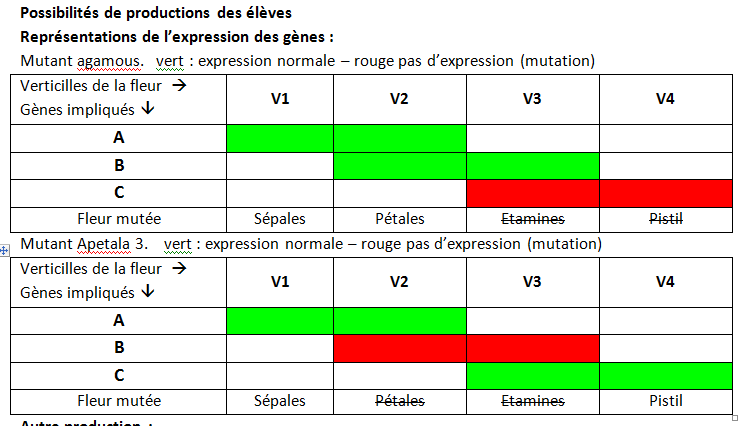 Possibilités de productions des élèves
Représentations de l'expression des gènes :
Mutant agamous. vert : expression normale – rouge pas d'expression (mutation)
Verticilles de la fleur → V1 V2 V3 V4
Gènes impliqués ↓
A
B
C
Fleur mutée Sépales Pétales Etamines Pistil
Mutant Apetala 3. vert : expression normale – rouge pas d'expression (mutation)
Verticilles de la fleur → V1 V2 V3 V4
Gènes impliqués ↓
A
B
C
Fleur mutée Sépales Pétales Etamines Pistil
Autre production :